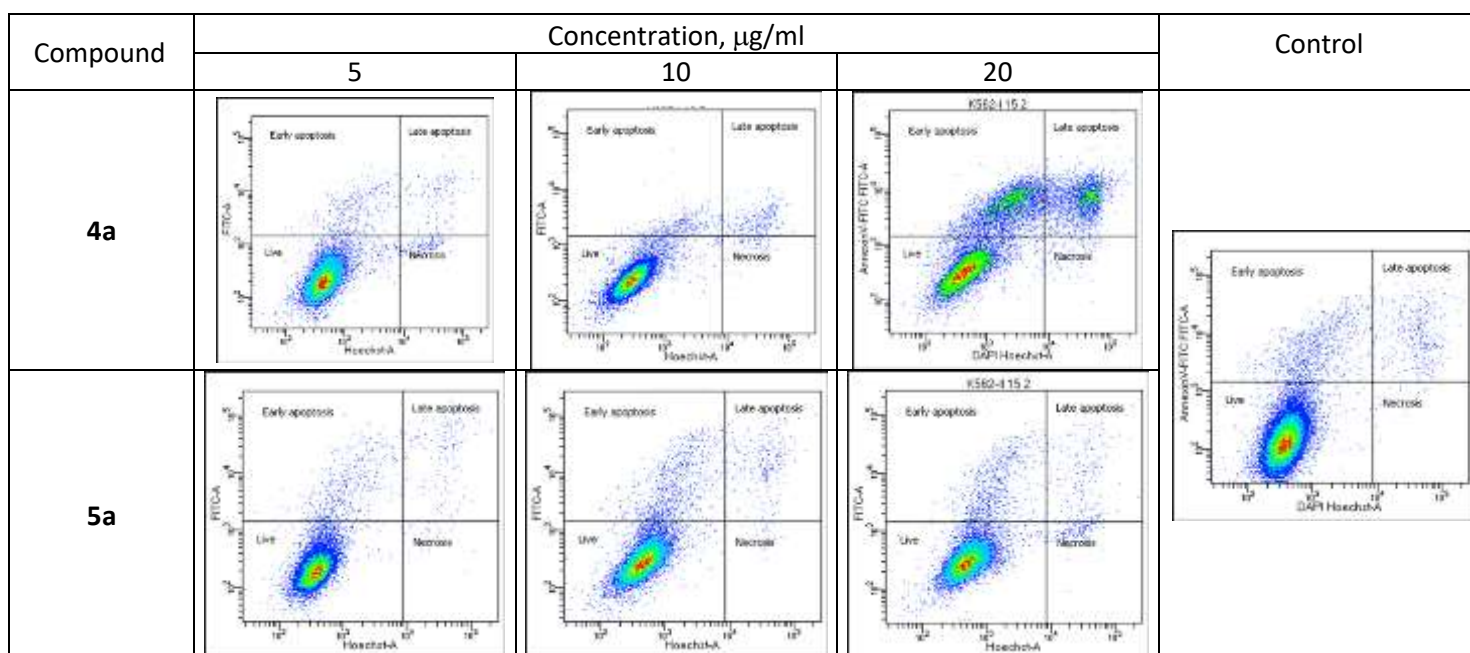 Compound
Concentration, µg/ml
Control
5
10
20
4a
Early apoptosis
Late apoptosis
Live
Necrosis
FITC-A
Hoechst-A
Early apoptosis
Late apoptosis
Live
Necrosis
FITC-A
Hoechst-A
K562-I 15 2
Early apoptosis
Late apoptosis
Live
Necrosis
AnnexinV-FITC FITC-A
DAPI Hoechst-A
Early apoptosis
Late apoptosis
Live
Necrosis
AnnexinV-FITC FITC-A
DAPI Hoechst-A
5a
Early apoptosis
Late apoptosis
Live
Necrosis
FITC-A
Hoechst-A
Early apoptosis
Late apoptosis
Live
Necrosis
FITC-A
Hoechst-A
K562-II 15 2
Early apoptosis
Late apoptosis
Live
Necrosis
FITC-A
Hoechst-A